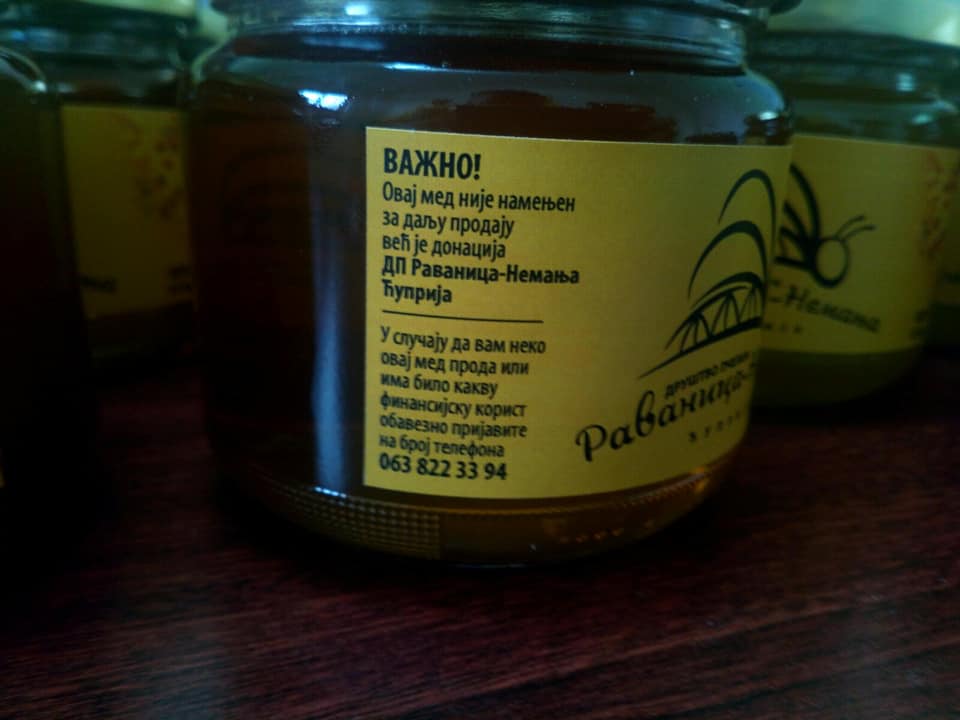 ВАЖНО!
Овај мед није намењен
за даљу продају
већ је донација
ДП Раваница-Немања
Ћуприја
У случају да вам неко
овај мед прода или
има било какву
финансијску корист
обавезно пријавите
на број телефона
063 822 33 94
ДРУШТВО
Раваница-
Немања